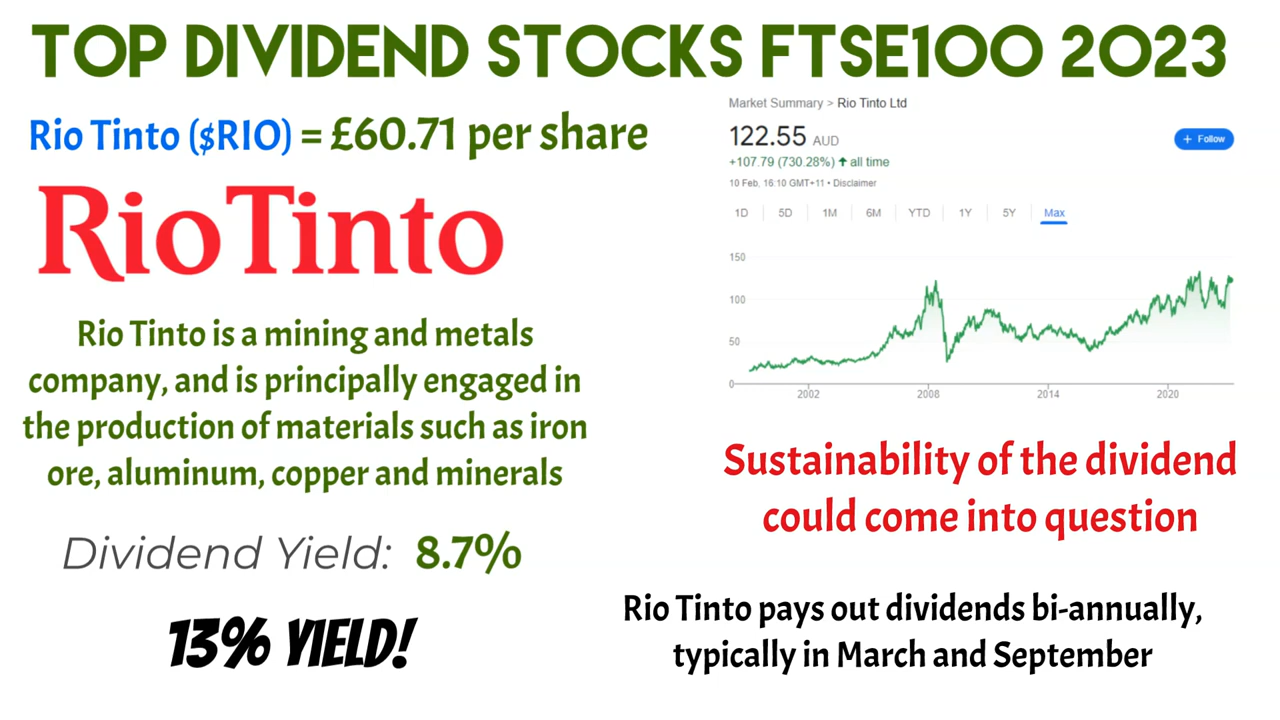 TOP DIVIDEND STOCKS FTSE100 2023
Rio Tinto ($RIO) = £60.71 per share
RioTinto
Rio Tinto is a mining and metals
company, and is principally engaged in
the production of materials such as iron
ore, aluminum, copper and minerals
Dividend Yield: 8.7%
13% YIELD!
Market Summary > Rio Tinto Ltd
122.55 AUD
+ Follow
+107.79 (730.28%) ↑ all time
10 Feb, 16:10 GMT+11 • Disclaimer
1D 5D 1M 6M YTD 1Y 5Y Max
150
100
50
0
2002 2008 2014 2020
Sustainability of the dividend
could come into question
Rio Tinto pays out dividends bi-annually,
typically in March and September